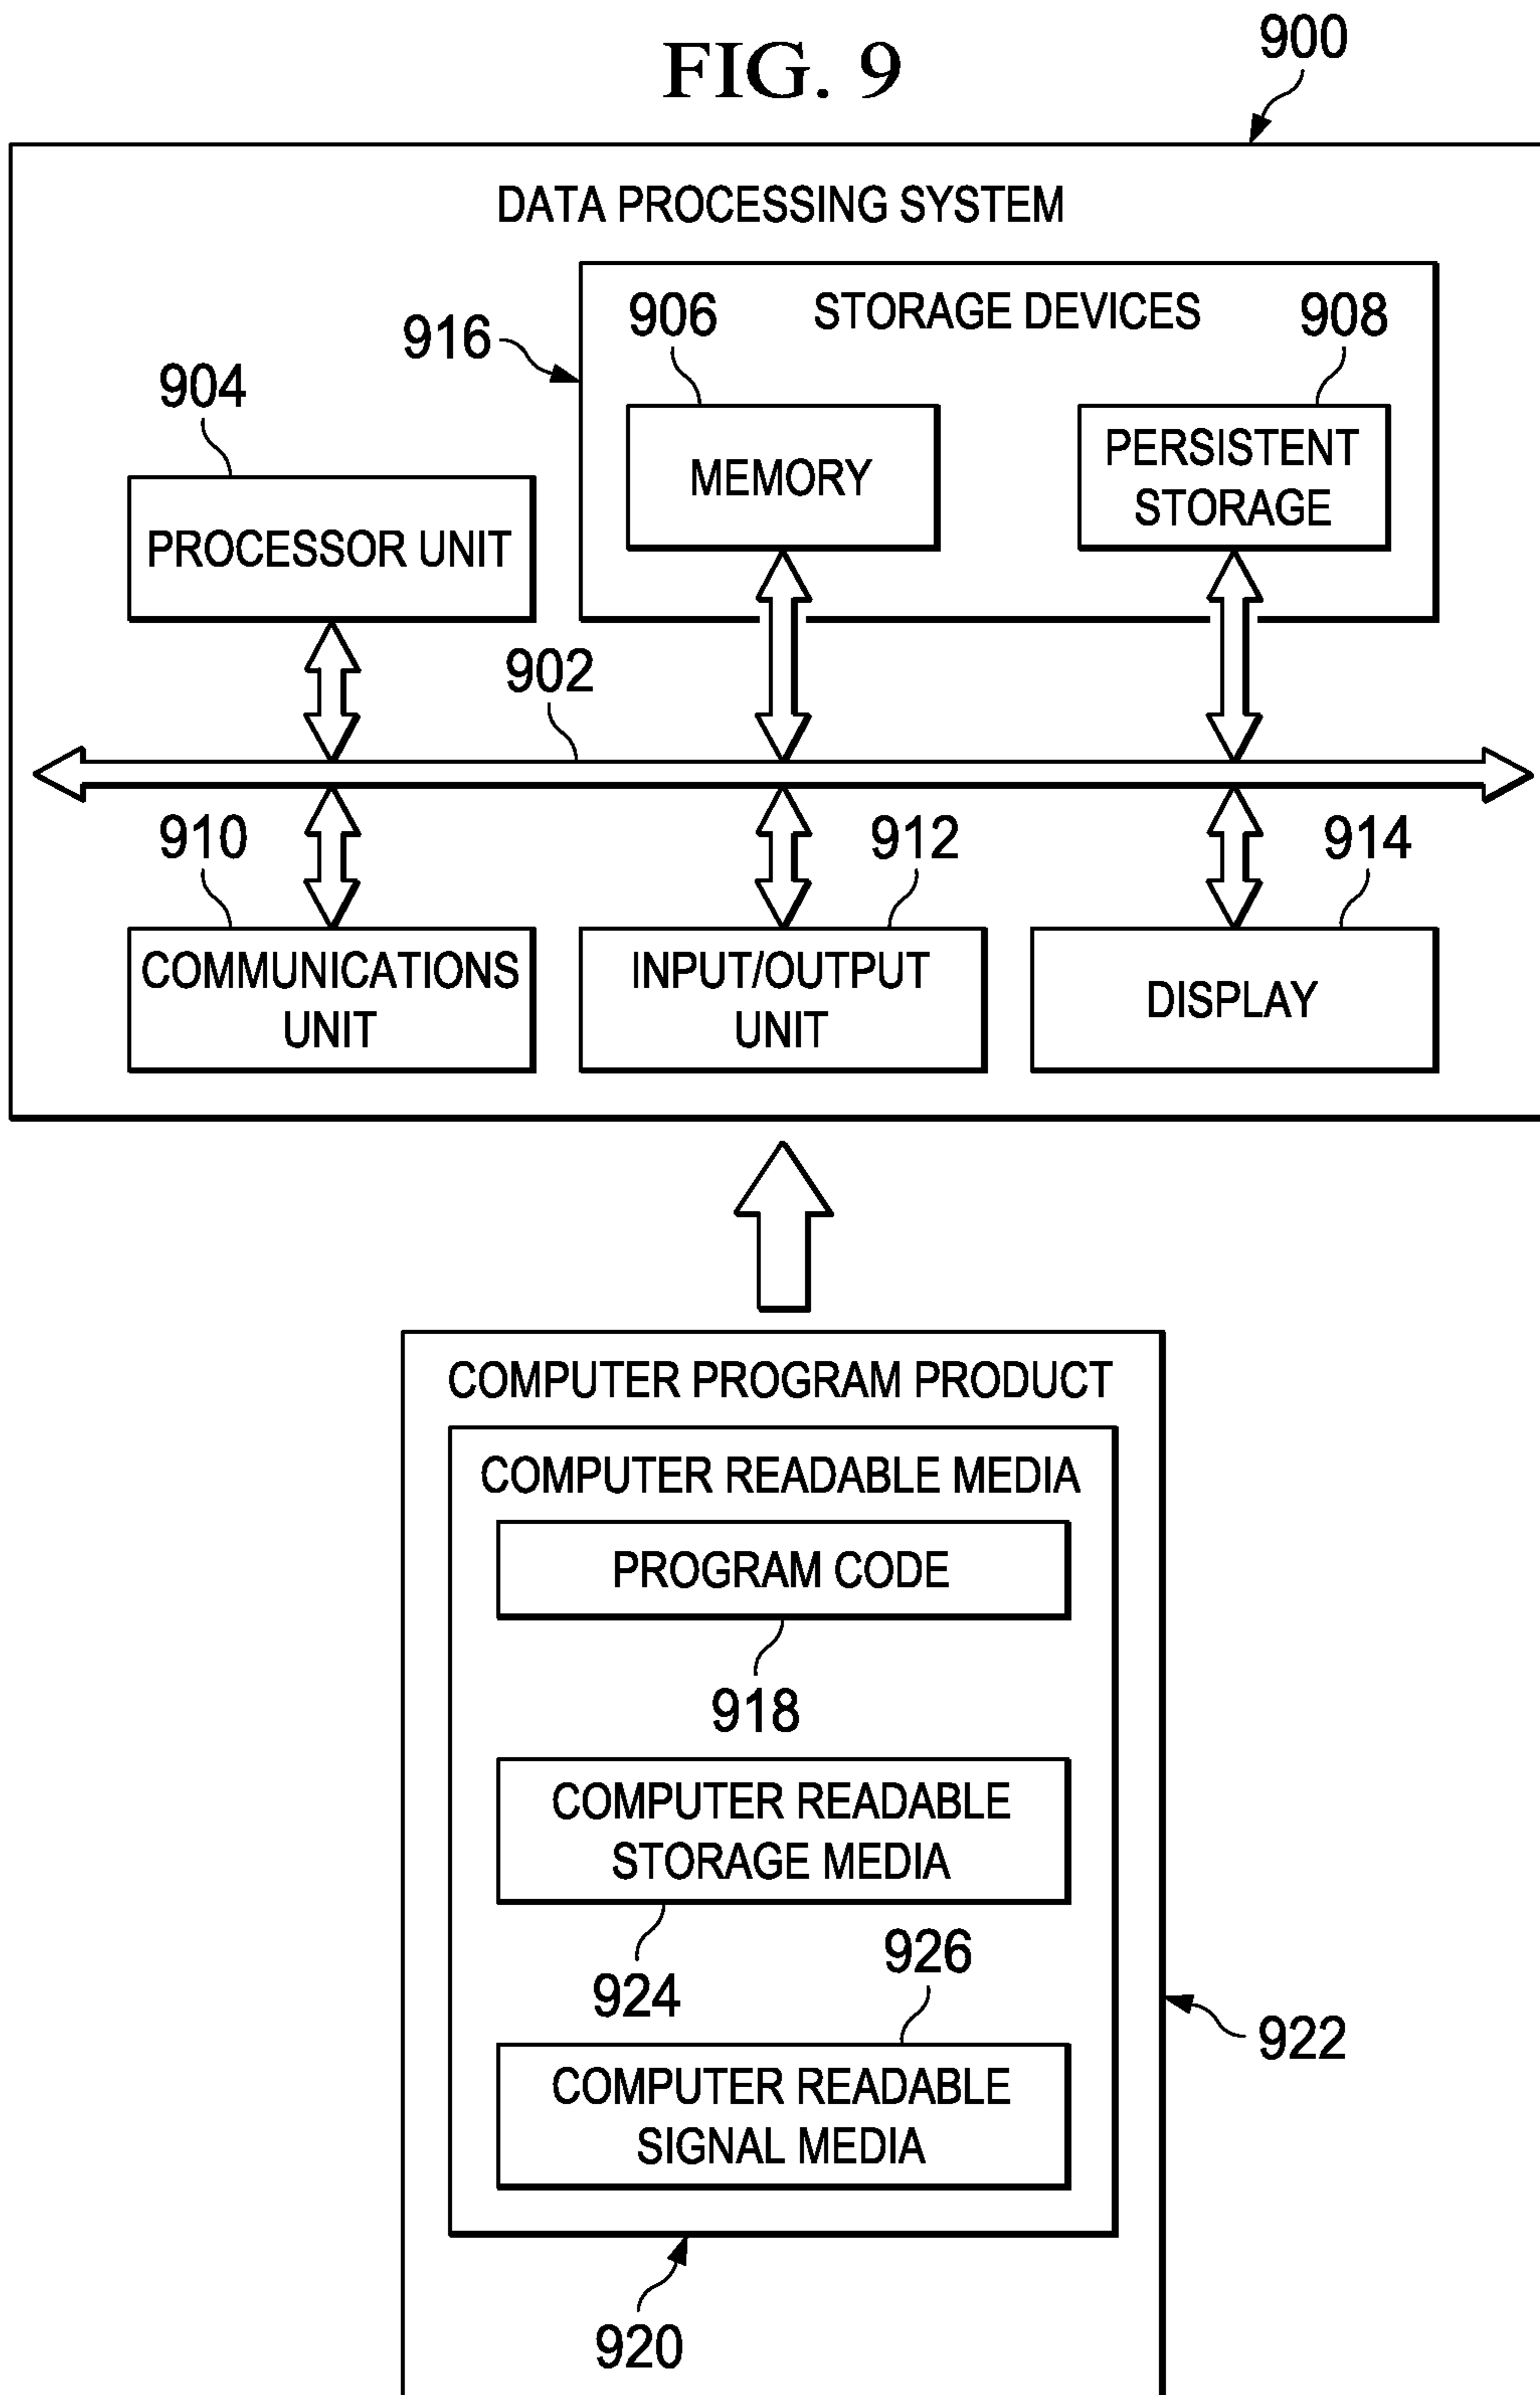 FIG. 9
900
DATA PROCESSING SYSTEM
916
906
STORAGE DEVICES
908
904
MEMORY
PERSISTENT
STORAGE
PROCESSOR UNIT
902
910
912
914
COMMUNICATIONS
UNIT
INPUT/OUTPUT
UNIT
DISPLAY
COMPUTER PROGRAM PRODUCT
COMPUTER READABLE MEDIA
PROGRAM CODE
918
COMPUTER READABLE
STORAGE MEDIA
924
926
922
COMPUTER READABLE
SIGNAL MEDIA
920